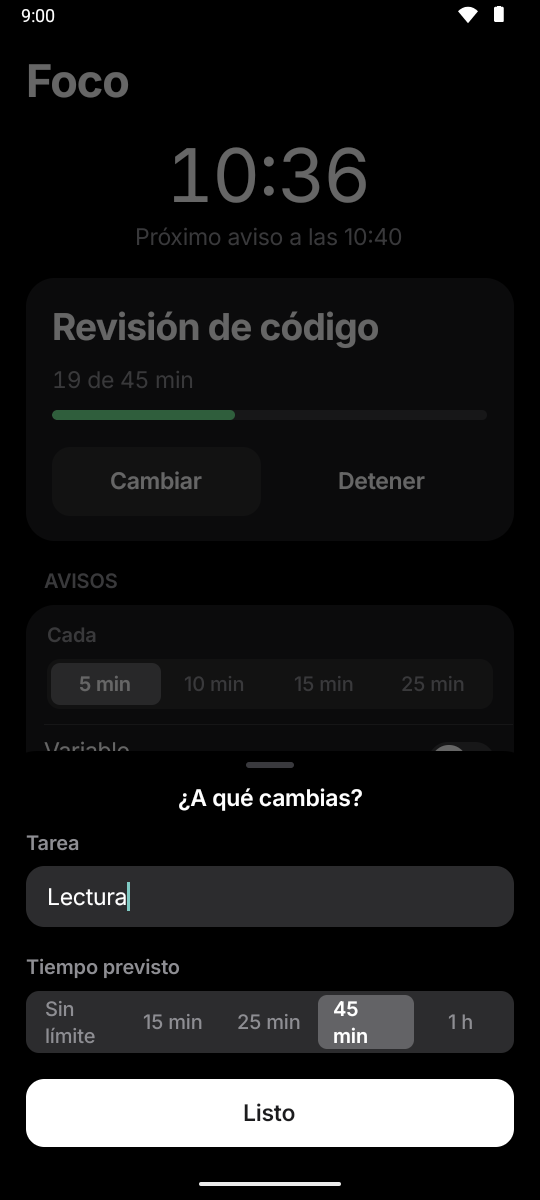 9:00
Foco
10:36
Próximo aviso a las 10:40
Revisión de código
19 de 45 min
Cambiar
Detener
AVISOS
Cada
5 min
10 min
15 min
25 min
Variable
¿A qué cambias?
Tarea
Lectura
Tiempo previsto
Sin
límite
15 min
25 min
45
min
1 h
Listo